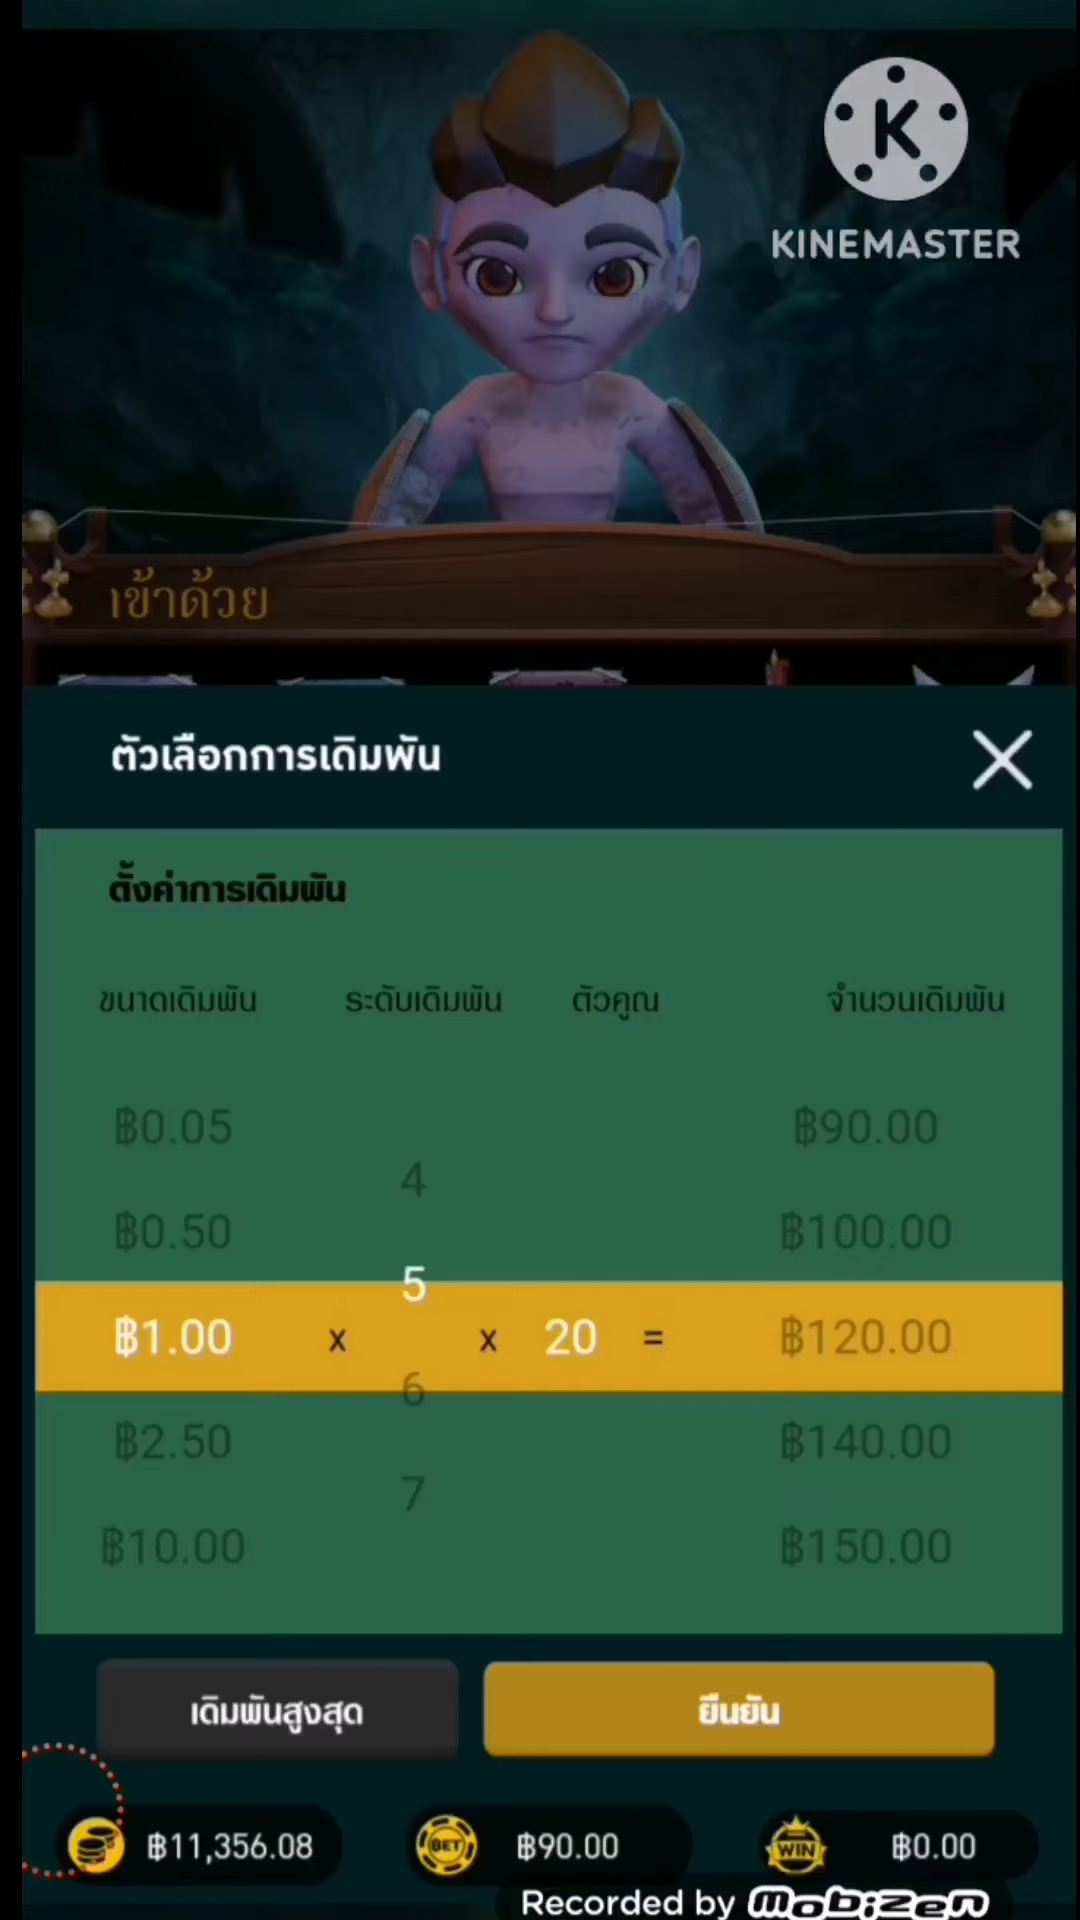 K
KINEMASTER
เข้าด้วย
ตัวเลือกการเดิมพัน
ตั้งค่าการเดิมพัน
ขนาดเดิมพัน ระดับเดิมพัน ตัวคูณ จำนวนเดิมพัน
฿0.05 ฿90.00
4
฿0.50 ฿100.00
5
฿1.00 x x 20 = ฿120.00
6
฿2.50 ฿140.00
7
฿10.00 ฿150.00
เดิมพันสูงสุด ยืนยัน
฿11,356.08 BET ฿90.00 WIN ฿0.00
Recorded by Mobizen